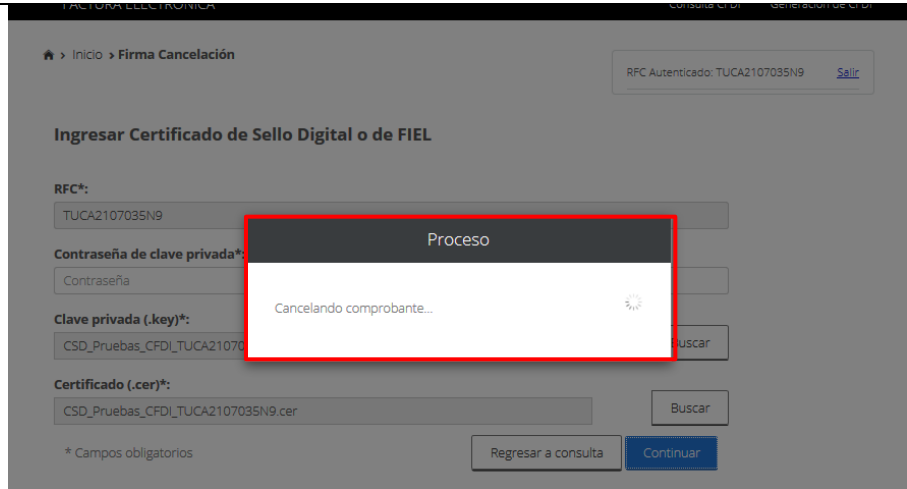 FACTURA ELECTRÓNICA
Consulta CFDI Generación de CFDI
> Inicio > Firma Cancelación
RFC Autenticado: TUCA2107035N9 Salir
Ingresar Certificado de Sello Digital o de FIEL
RFC*:
TUCA2107035N9
Proceso
Contraseña de clave privada*:
Contraseña
Cancelando comprobante...
Clave privada (.key)*:
CSD_Pruebas_CFDI_TUCA21070
Buscar
Certificado (.cer)*:
CSD_Pruebas_CFDI_TUCA2107035N9.cer
Buscar
* Campos obligatorios
Regresar a consulta
Continuar